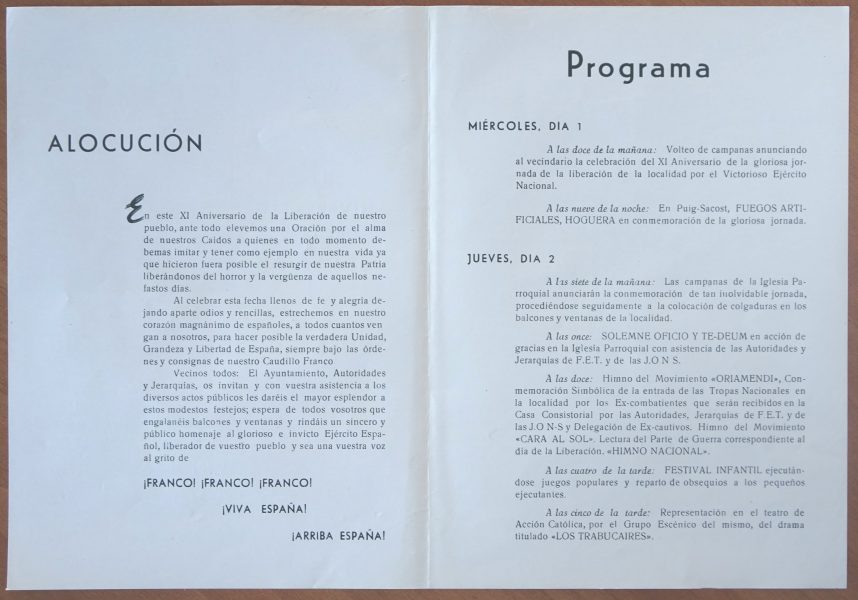 ALOCUCIÓN
En este XI Aniversario de la Liberación de nuestro
pueblo, ante todo elevemos una Oración por el alma
de nuestros Caídos a quienes en todo momento de-
bemas imitar y tener como ejemplo en nuestra vida ya
que hicieron fuera posible el resurgir de nuestra Patria
liberándonos del horror y la vergüenza de aquellos ne-
fastos días.
Al celebrar esta fecha llenos de fe y alegria de-
jando aparte odios y rencillas, estrechemos en nuestro
corazón magnánimo de españoles, a todos cuantos ven
gan a nosotros, para hacer posible la verdadera Unidad,
Grandeza y Libertad de España, siempre bajo las órde-
nes y consignas de nuestro Caudillo Franco
Vecinos todos: El Ayuntamiento, Autoridades
y Jerarquías, os invitan y con vuestra asistencia a los
diversos actos públicos les daréis el mayor esplendor a
estos modestos festejos; espera de todos vosotros que
engalanéis balcones y ventanas y rindáis un sincero y
público homenaje al glorioso e invicto Ejército Espa-
ñol, liberador de vuestro pueblo y sea una vuestra voz
al grito de
¡FRANCO! ¡FRANCO! ¡FRANCO!
¡VIVA ESPAÑA!
¡ARRIBA ESPAÑA!
Programa
MIÉRCOLES, DIA 1
A las doce de la mañana: Volteo de campanas anunciando
al vecindario la celebración del XI Aniversario de la gloriosa jor-
nada de la liberación de la localidad por el Victorioso Ejército
Nacional.
A las nueve de la noche: En Puig-Sacost, FUEGOS ARTI-
FICIALES, HOGUERA en conmemoración de la gloriosa jornada.
JUEVES, DIA 2
A las siete de la mañana: Las campanas de la Iglesia Pa-
rroquial anunciarán la conmemoración de tan inolvidable jornada,
procediéndose seguidamente a la colocación de colgaduras en los
balcones y ventanas de la localidad.
A las once: SOLEMNE OFICIO Y TE-DEUM en acción de
gracias en la Iglesia Parroquial con asistencia de las Autoridades y
Jerarquías de F.E.T. y de las J.O N S.
A las doce: Himno del Movimiento «ORIAMENDI», Con-
memoración Simbólica de la entrada de las Tropas Nacionales en
la localidad por los Ex-combatientes que serán recibidos en la
Casa Consistorial por las Autoridades, Jerarquías de F.E.T. y de
las J.O N-S y Delegación de Ex-cautivos. Himno del Movimiento
«CARA AL SOL». Lectura del Parte de Guerra correspondiente al
día de la Liberación. «HIMNO NACIONAL».
A las cuatro de la tarde: FESTIVAL INFANTIL ejecután-
dose juegos populares y reparto de obsequios a los pequeños
ejecutantes.
A las cinco de la tarde: Representación en el teatro de
Acción Católica, por el Grupo Escénico del mismo, del drama
titulado «LOS TRABUCAIRES».